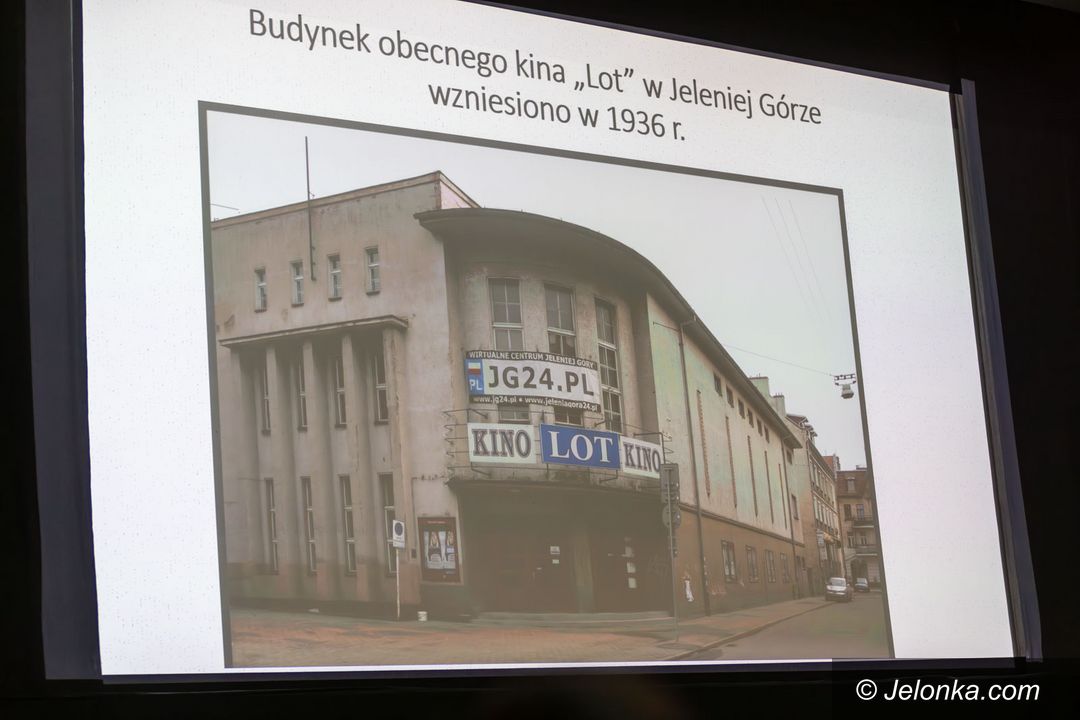 Budynek obecnego kina „Lot” w Jeleniej Górze
wzniesiono w 1936 r.
WIRTUALNE CENTRUM JELENIEJ GÓRY
PL JG24.PL
www.jg24.pl • www.jeleniagora24.pl
KINO LOT KINO
© Jelonka.com